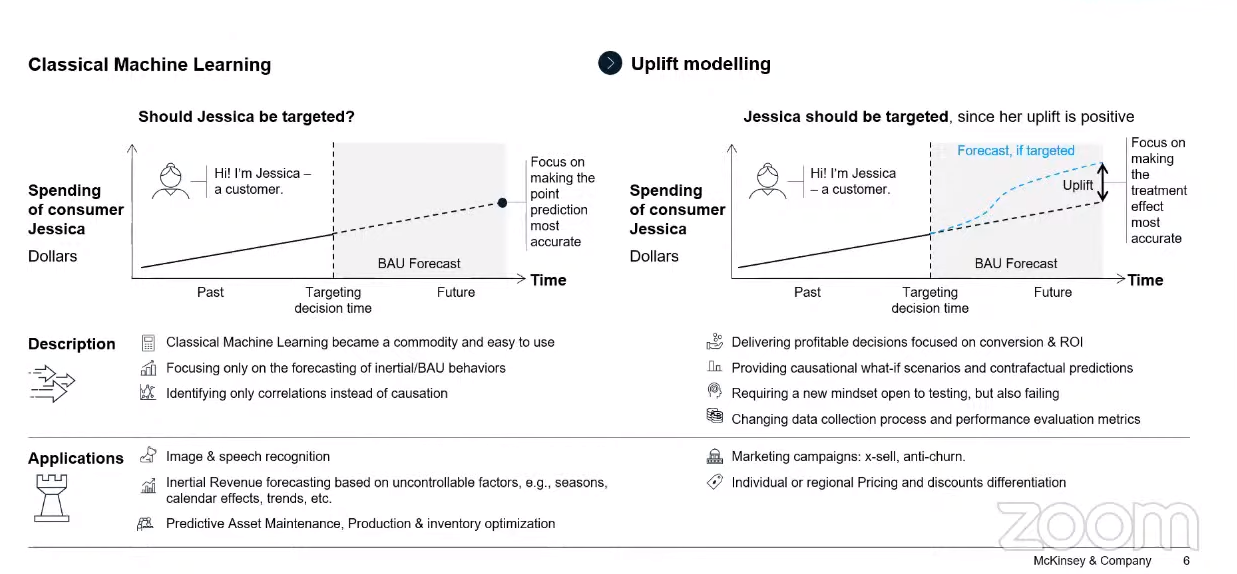 Classical Machine Learning
Should Jessica be targeted?
Hi! I'm Jessica –
a customer.
Spending
of consumer
Jessica
Dollars
Focus on
making the
point
prediction
most
accurate
BAU Forecast
Time
Past
Targeting
decision time
Future
Uplift modelling
Jessica should be targeted, since her uplift is positive
Forecast, if targeted
Hi! I'm Jessica
– a customer.
Uplift
Spending
of consumer
Jessica
Dollars
Focus on
making
the
treatment
effect
most
accurate
BAU Forecast
Time
Past
Targeting
decision time
Future
Description
Classical Machine Learning became a commodity and easy to use
Focusing only on the forecasting of inertial/BAU behaviors
Identifying only correlations instead of causation
Delivering profitable decisions focused on conversion & ROI
Providing causational what-if scenarios and contrafactual predictions
Requiring a new mindset open to testing, but also failing
Changing data collection process and performance evaluation metrics
Applications
Image & speech recognition
Inertial Revenue forecasting based on uncontrollable factors, e.g., seasons,
calendar effects, trends, etc.
Predictive Asset Maintenance, Production & inventory optimization
Marketing campaigns: x-sell, anti-churn.
Individual or regional Pricing and discounts differentiation
zoom
McKinsey & Company 6